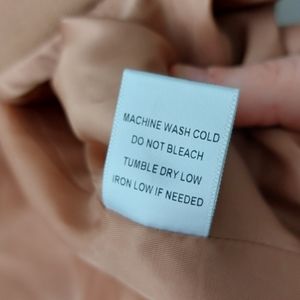 MACHINE WASH COLD
DO NOT BLEACH
TUMBLE DRY LOW
IRON LOW IF NEEDED